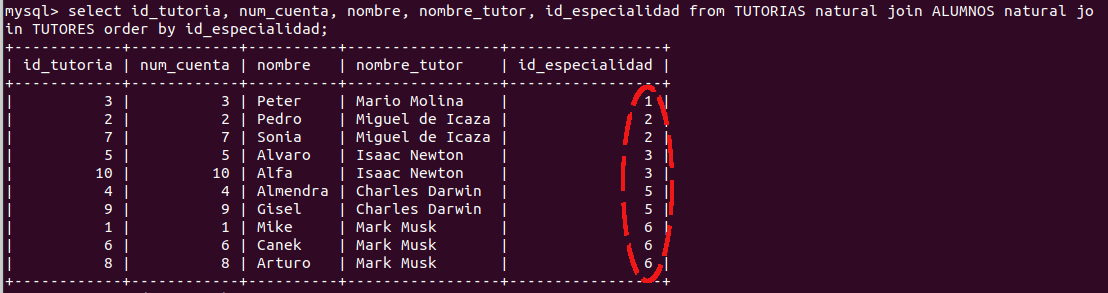 mysql> select id_tutoria, num_cuenta, nombre, nombre_tutor, id_especialidad from TUTORIAS natural join ALUMNOS natural jo
in TUTORES order by id_especialidad;
+------------+------------+----------+-----------------+-----------------+
| id_tutoria | num_cuenta | nombre   | nombre_tutor    | id_especialidad |
+------------+------------+----------+-----------------+-----------------+
|          3 |          3 | Peter    | Mario Molina    |               1 |
|          2 |          2 | Pedro    | Miguel de Icaza |               2 |
|          7 |          7 | Sonia    | Miguel de Icaza |               2 |
|          5 |          5 | Alvaro   | Isaac Newton    |               3 |
|         10 |         10 | Alfa     | Isaac Newton    |               3 |
|          4 |          4 | Almendra | Charles Darwin  |               5 |
|          9 |          9 | Gisel    | Charles Darwin  |               5 |
|          1 |          1 | Mike     | Mark Musk       |               6 |
|          6 |          6 | Canek    | Mark Musk       |               6 |
|          8 |          8 | Arturo   | Mark Musk       |               6 |
+------------+------------+----------+-----------------+-----------------+